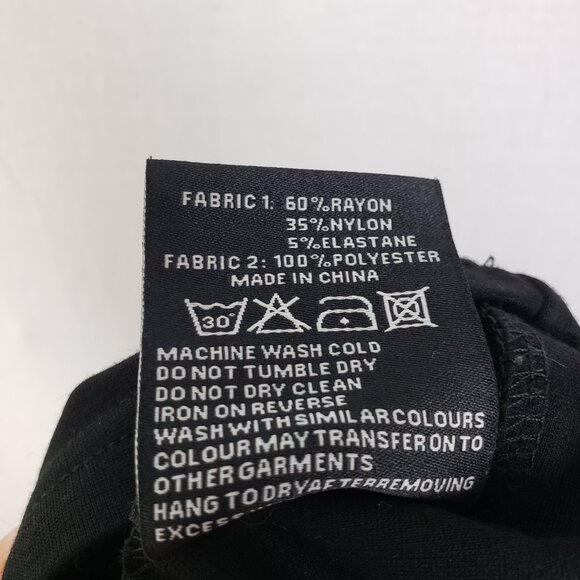 FABRIC 1: 60%RAYON
35%NYLON
5%ELASTANE
FABRIC 2: 100%POLYESTER
MADE IN CHINA
30°
MACHINE WASH COLD
DO NOT TUMBLE DRY
DO NOT DRY CLEAN
IRON ON REVERSE
WASH WITH SIMILAR COLOURS
COLOUR MAY TRANSFER ON TO
OTHER GARMENTS
HANG TO DRY AFTER REMOVING